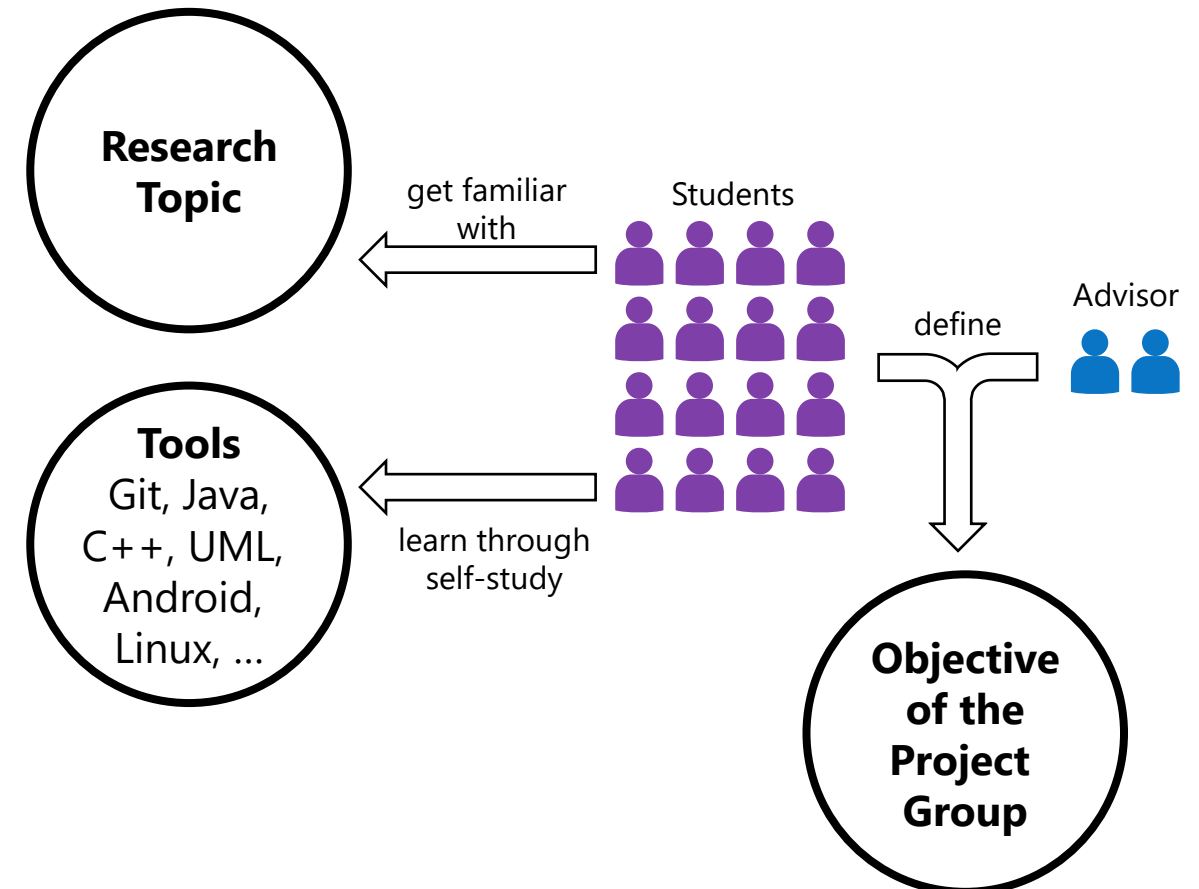 Research
Topic
get familiar
with
Students
Advisor
define
Tools
Git, Java,
C++, UML,
Android,
Linux, ...
learn through
self-study
Objective
of the
Project
Group